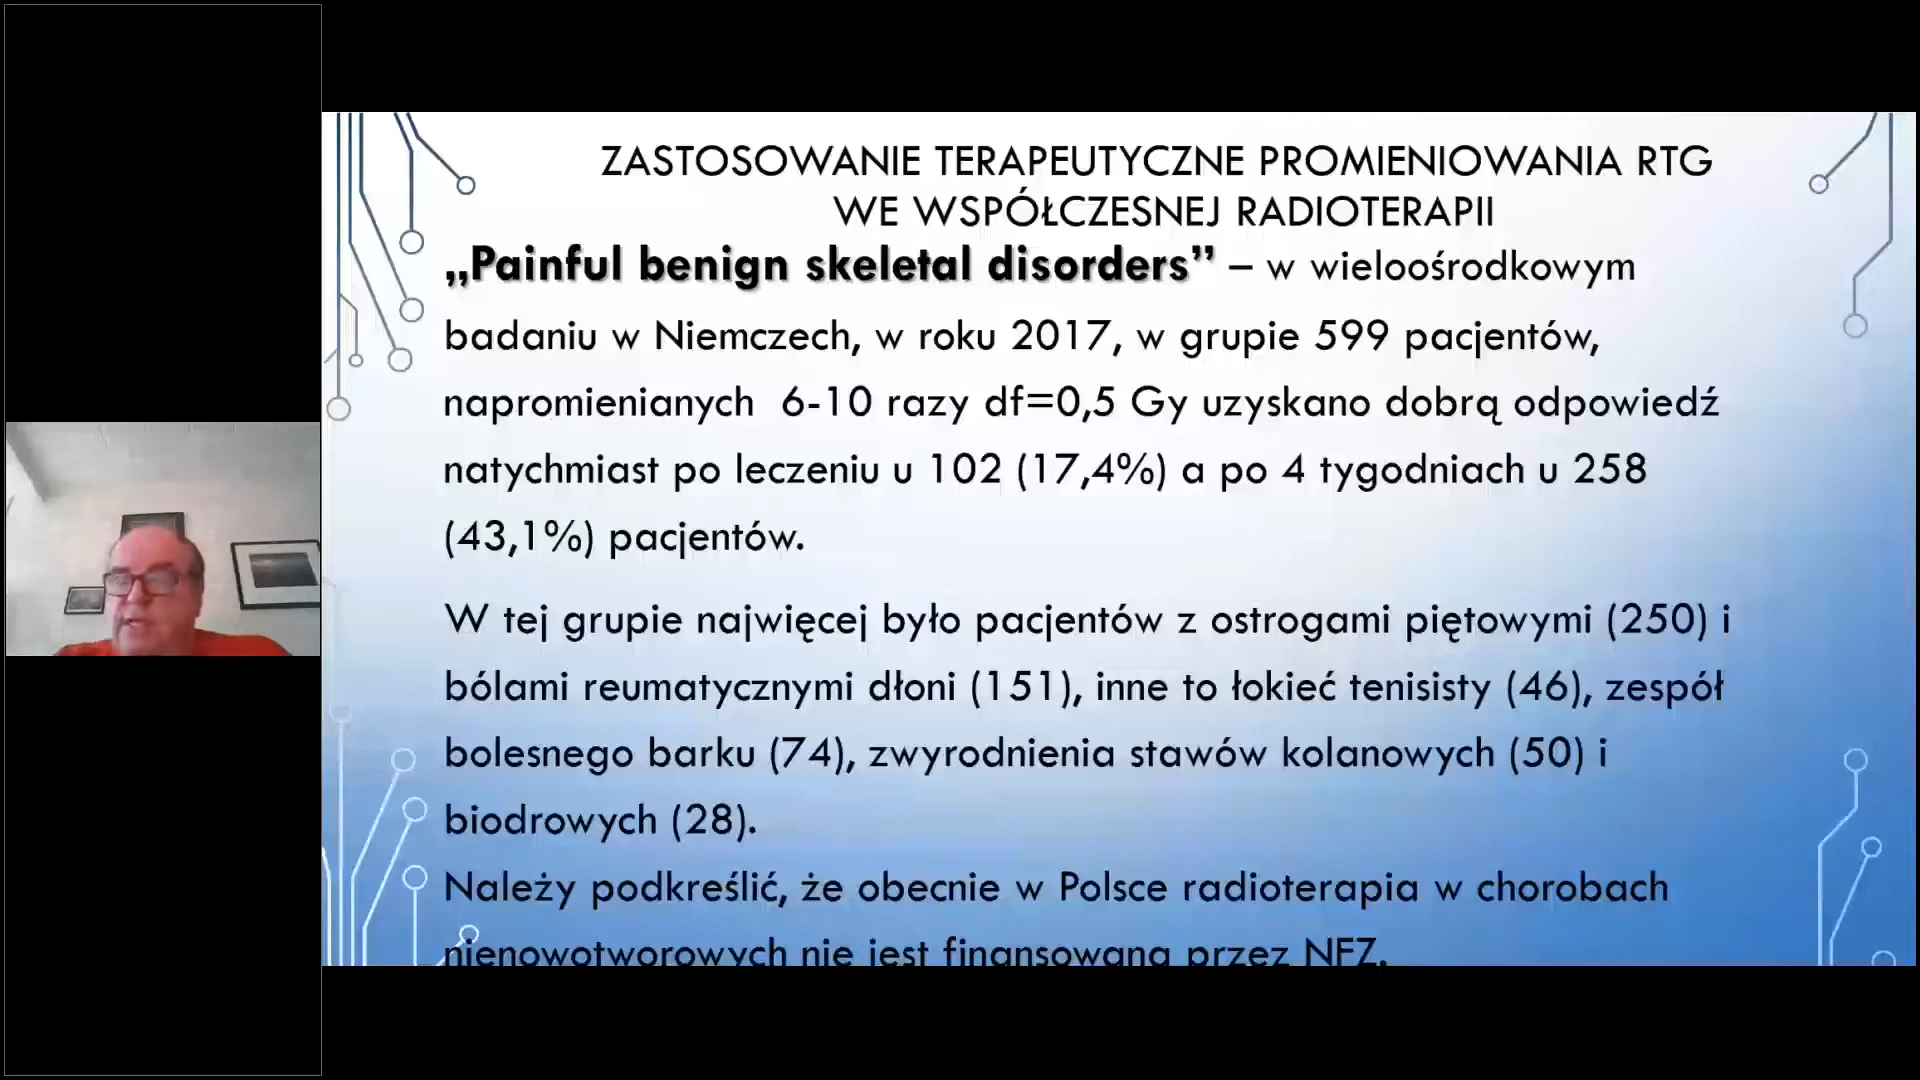 ZASTOSOWANIE TERAPEUTYCZNE PROMIENIOWANIA RTG
WE WSPÓŁCZESNEJ RADIOTERAPII
„Painful benign skeletal disorders” – w wieloośrodkowym
badaniu w Niemczech, w roku 2017, w grupie 599 pacjentów,
napromienianych 6-10 razy df=0,5 Gy uzyskano dobrą odpowiedź
natychmiast po leczeniu u 102 (17,4%) a po 4 tygodniach u 258
(43,1%) pacjentów.
W tej grupie najwięcej było pacjentów z ostrogami piętowymi (250) i
bólami reumatycznymi dłoni (151), inne to łokieć tenisisty (46), zespół
bolesnego barku (74), zwyrodnienia stawów kolanowych (50) i
biodrowych (28).
Należy podkreślić, że obecnie w Polsce radioterapia w chorobach
nienowotworowych nie jest finansowana przez NFZ.